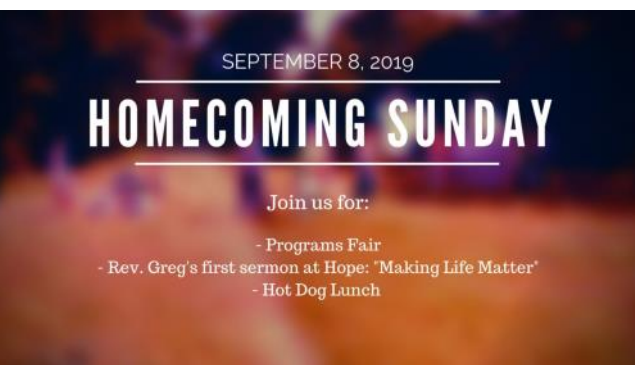 SEPTEMBER 8, 2019
HOMECOMING SUNDAY
Join us for:
- Programs Fair
- Rev. Greg's first sermon at Hope: "Making Life Matter"
- Hot Dog Lunch